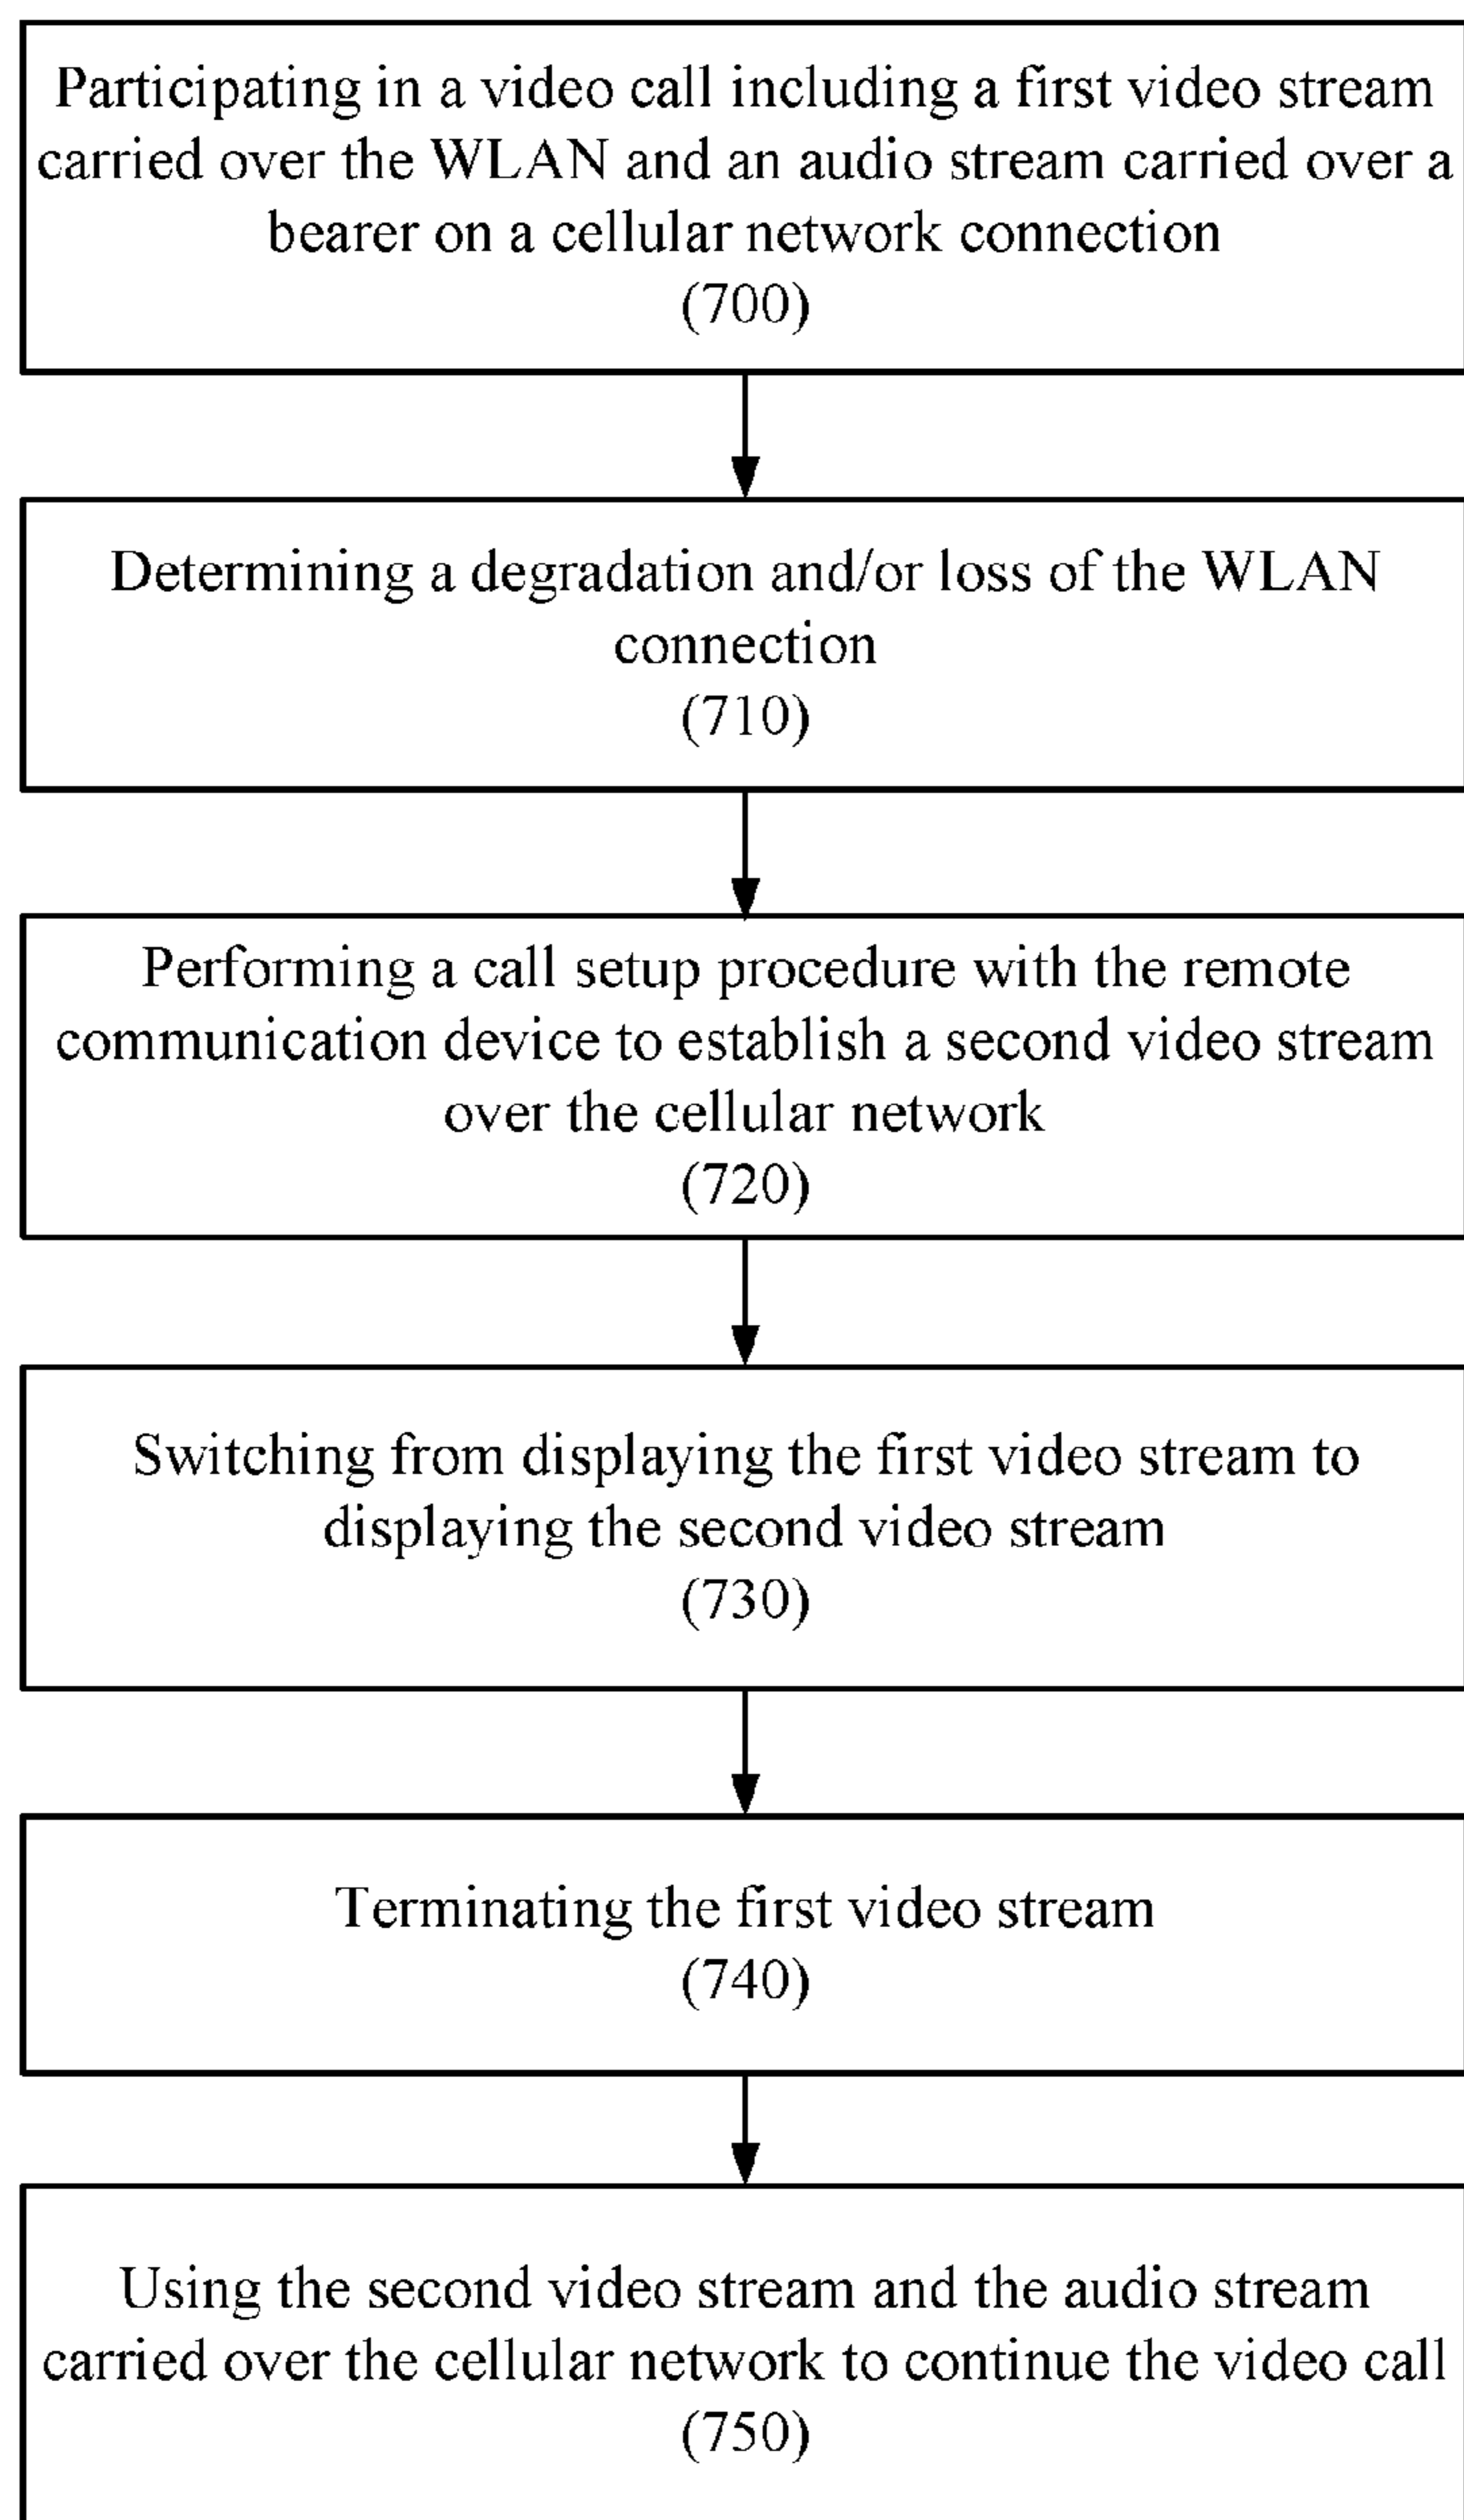 Participating in a video call including a first video stream
carried over the WLAN and an audio stream carried over a
bearer on a cellular network connection
(700)
Determining a degradation and/or loss of the WLAN
connection
(710)
Performing a call setup procedure with the remote
communication device to establish a second video stream
over the cellular network
(720)
Switching from displaying the first video stream to
displaying the second video stream
(730)
Terminating the first video stream
(740)
Using the second video stream and the audio stream
carried over the cellular network to continue the video call
(750)